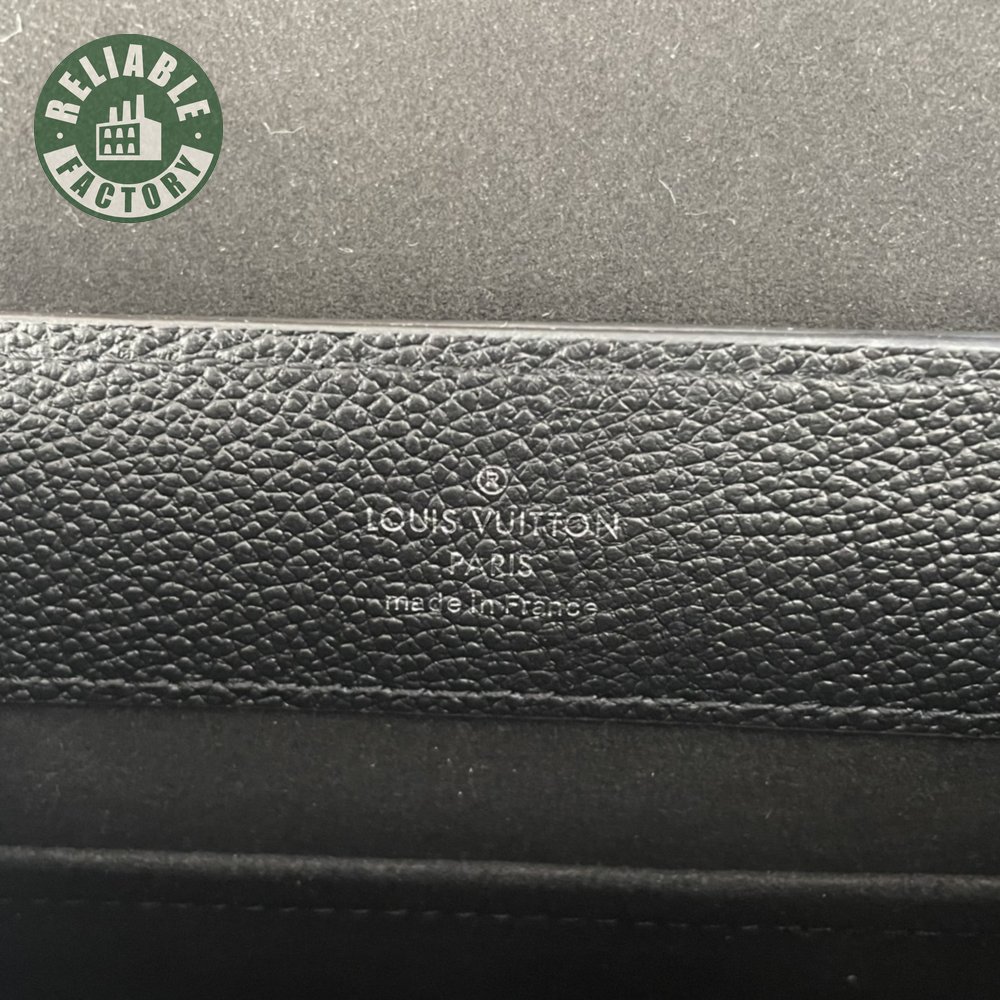 RELIABLE
FACTORY
®
LOUIS VUITTON
PARIS
made in France